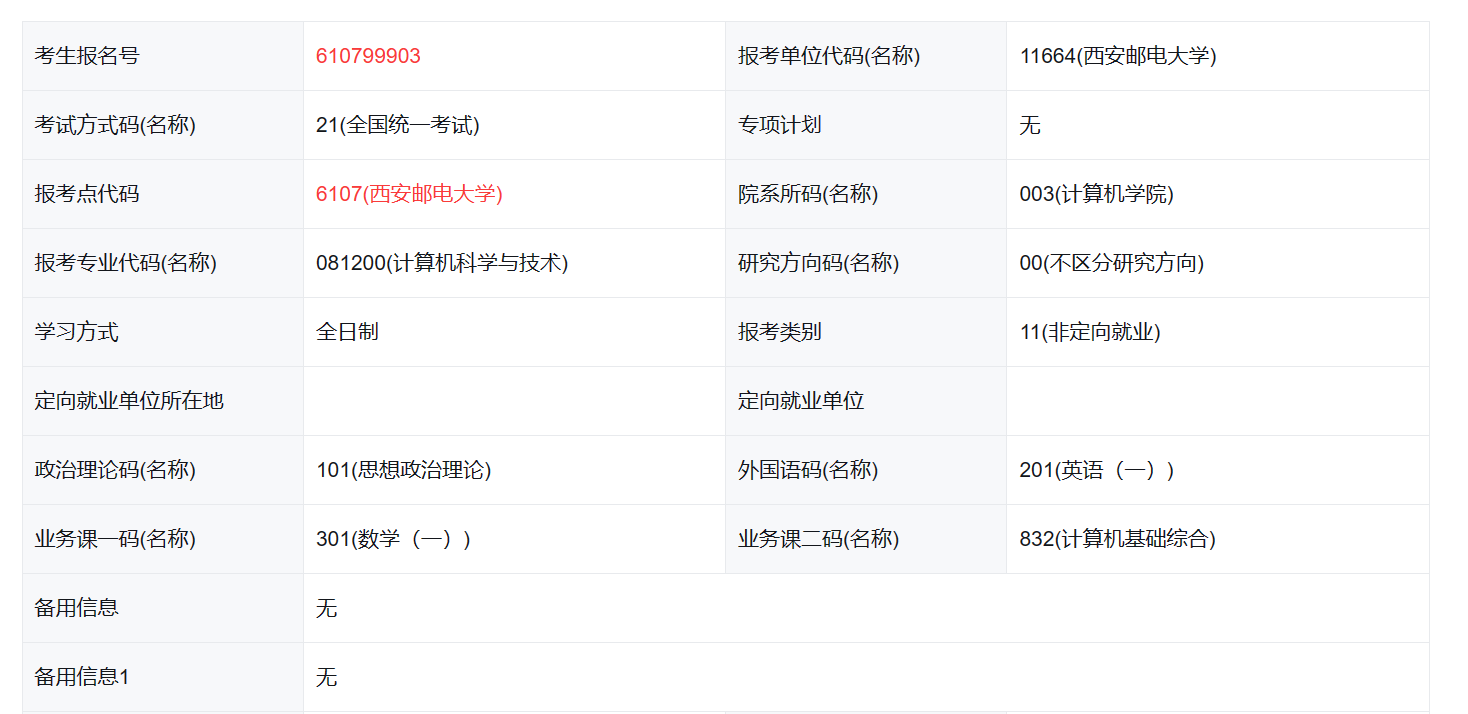 考生报名号 610799903 报考单位代码(名称) 11664(西安邮电大学)
考试方式码(名称) 21(全国统一考试) 专项计划 无
报考点代码 6107(西安邮电大学) 院系所码(名称) 003(计算机学院)
报考专业代码(名称) 081200(计算机科学与技术) 研究方向码(名称) 00(不区分研究方向)
学习方式 全日制 报考类别 11(非定向就业)
定向就业单位所在地 定向就业单位
政治理论码(名称) 101(思想政治理论) 外国语码(名称) 201(英语（一）)
业务课一码(名称) 301(数学（一）) 业务课二码(名称) 832(计算机基础综合)
备用信息 无
备用信息1 无